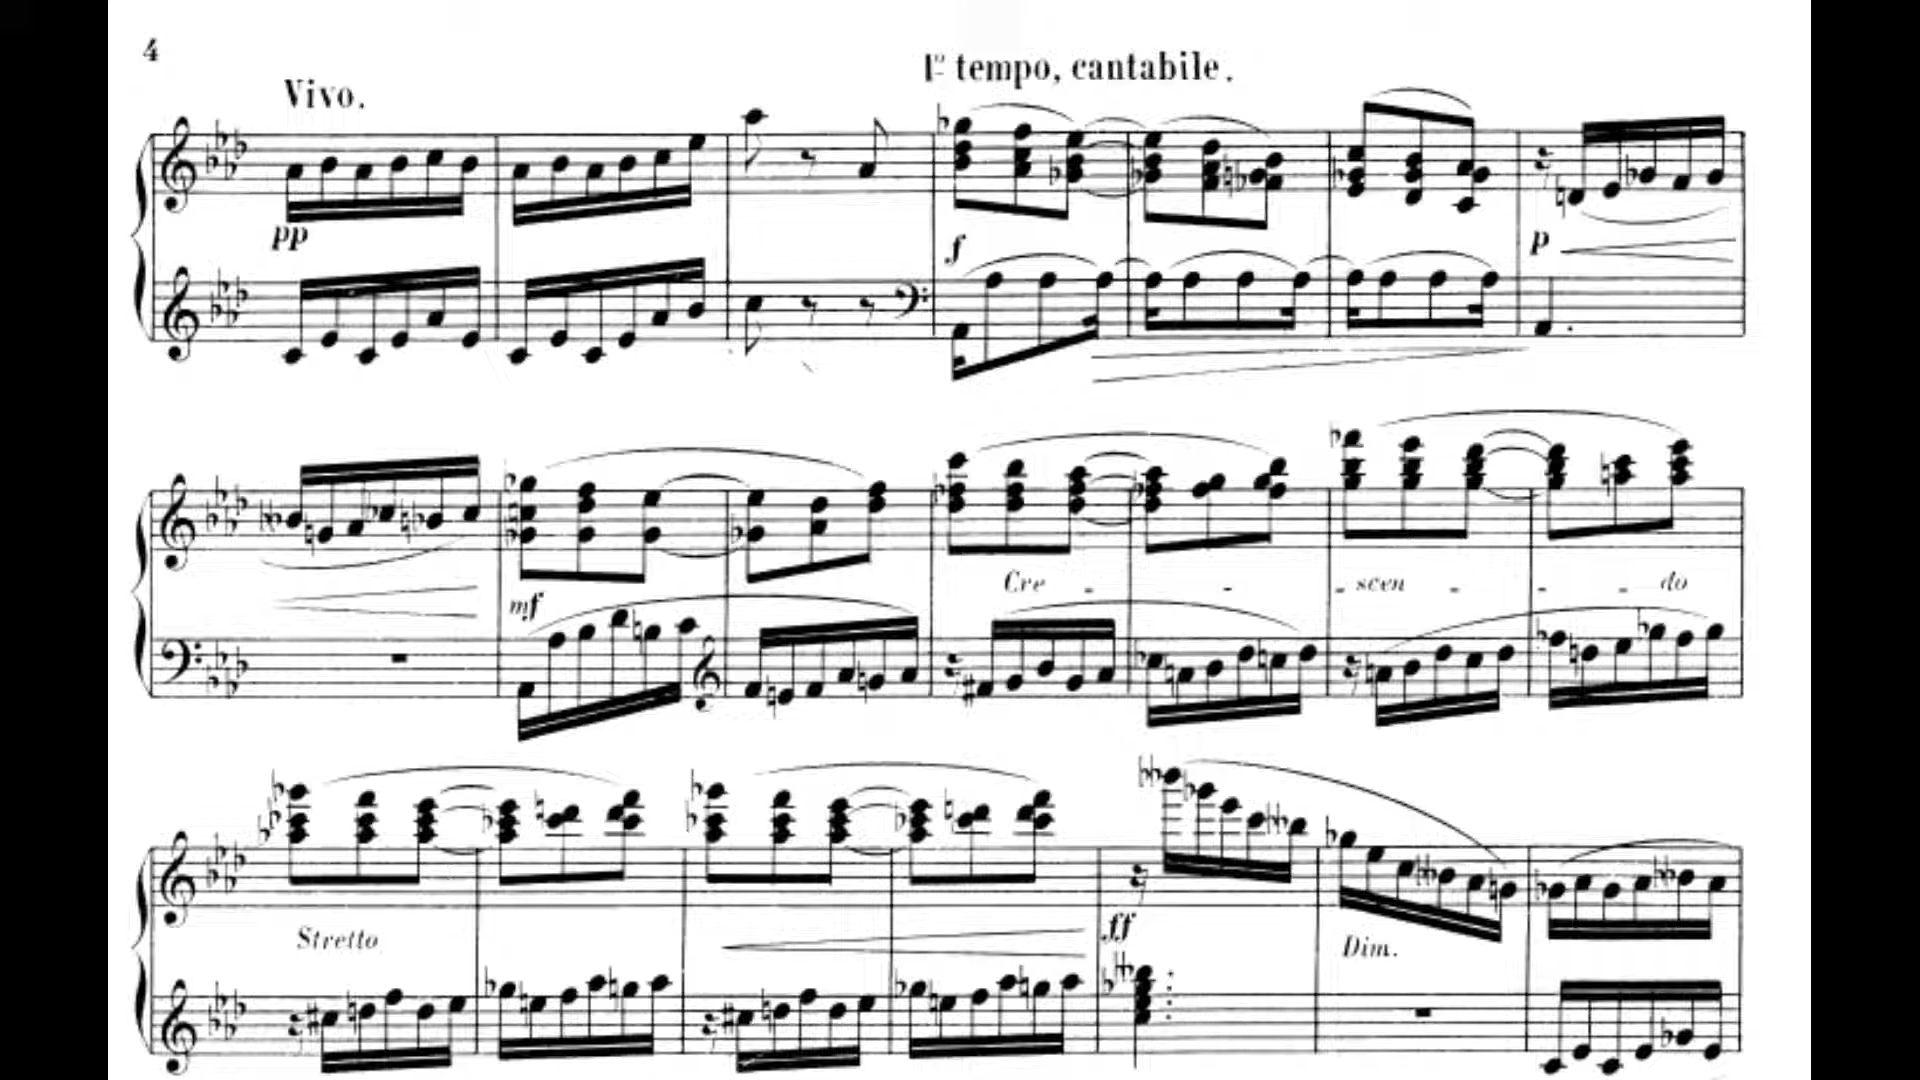 4
Vivo.
1º tempo, cantabile.
pp
f
p
mf
Cre - - - scen - - - do
Stretto
ff
Dim.